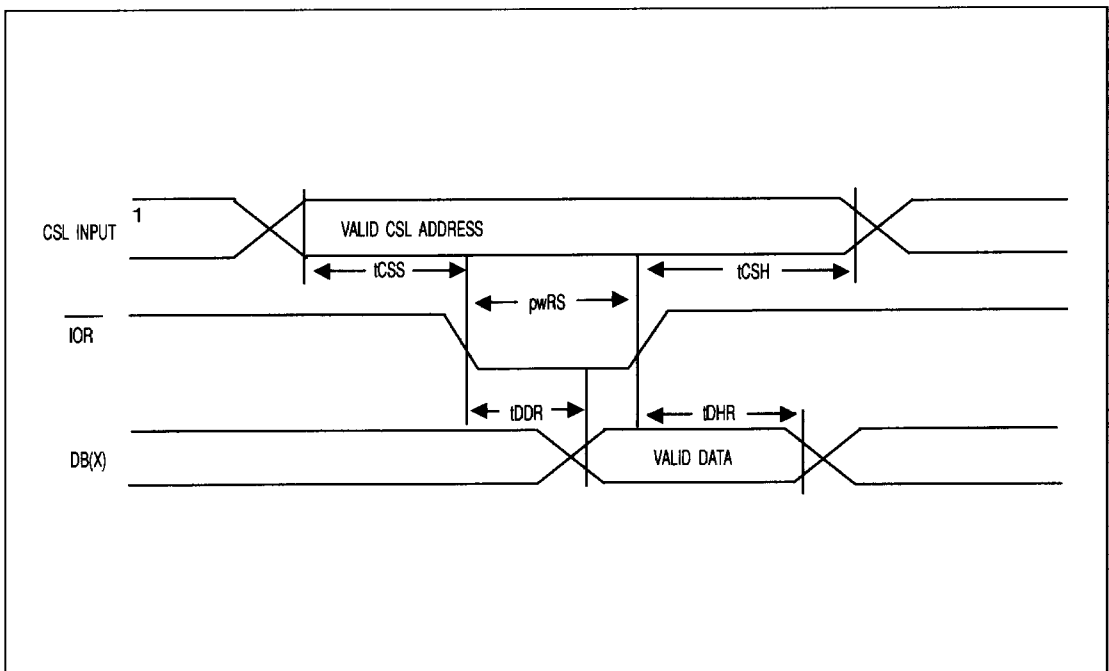 CSL INPUT 1
VALID CSL ADDRESS
tCSS
tCSH
pwRS
IOR
tDDR
tDHR
DB(X)
VALID DATA